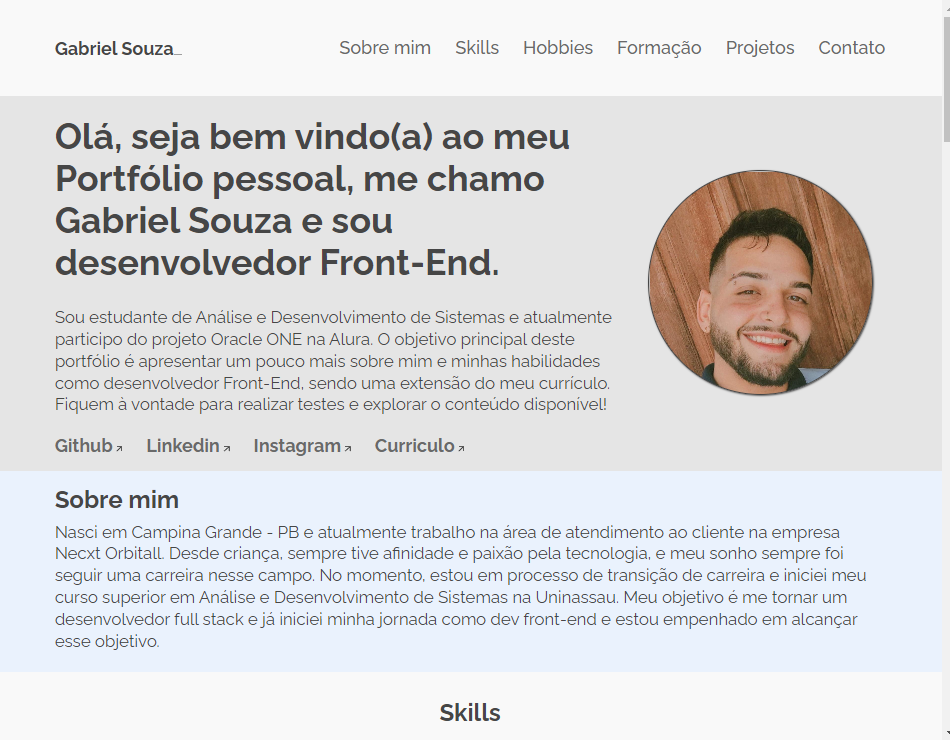 Gabriel Souza_
Sobre mim Skills Hobbies Formação Projetos Contato
Olá, seja bem vindo(a) ao meu
Portfólio pessoal, me chamo
Gabriel Souza e sou
desenvolvedor Front-End.
Sou estudante de Análise e Desenvolvimento de Sistemas e atualmente
participo do projeto Oracle ONE na Alura. O objetivo principal deste
portfólio é apresentar um pouco mais sobre mim e minhas habilidades
como desenvolvedor Front-End, sendo uma extensão do meu currículo.
Fiquem à vontade para realizar testes e explorar o conteúdo disponível!
Github Linkedin Instagram Curriculo
Sobre mim
Nasci em Campina Grande - PB e atualmente trabalho na área de atendimento ao cliente na empresa
Necxt Orbitall. Desde criança, sempre tive afinidade e paixão pela tecnologia, e meu sonho sempre foi
seguir uma carreira nesse campo. No momento, estou em processo de transição de carreira e iniciei meu
curso superior em Análise e Desenvolvimento de Sistemas na Uninassau. Meu objetivo é me tornar um
desenvolvedor full stack e já iniciei minha jornada como dev front-end e estou empenhado em alcançar
esse objetivo.
Skills